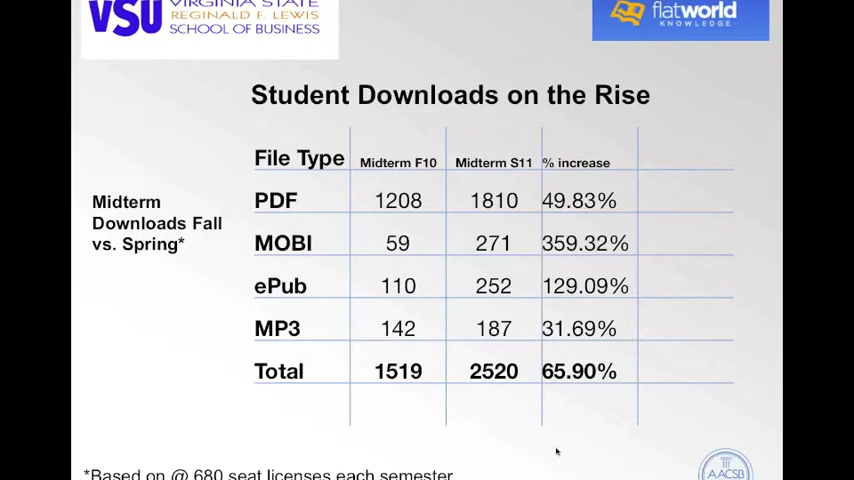 VSU
VIRGINIA STATE
REGINALD F. LEWIS
SCHOOL OF BUSINESS
flatworld
KNOWLEDGE
Student Downloads on the Rise
Midterm
Downloads Fall
vs. Spring*
File Type Midterm F10 Midterm S11 % increase
PDF 1208 1810 49.83%
MOBI 59 271 359.32%
ePub 110 252 129.09%
MP3 142 187 31.69%
Total 1519 2520 65.90%
*Based on @ 680 seat licenses each semester
AACSB